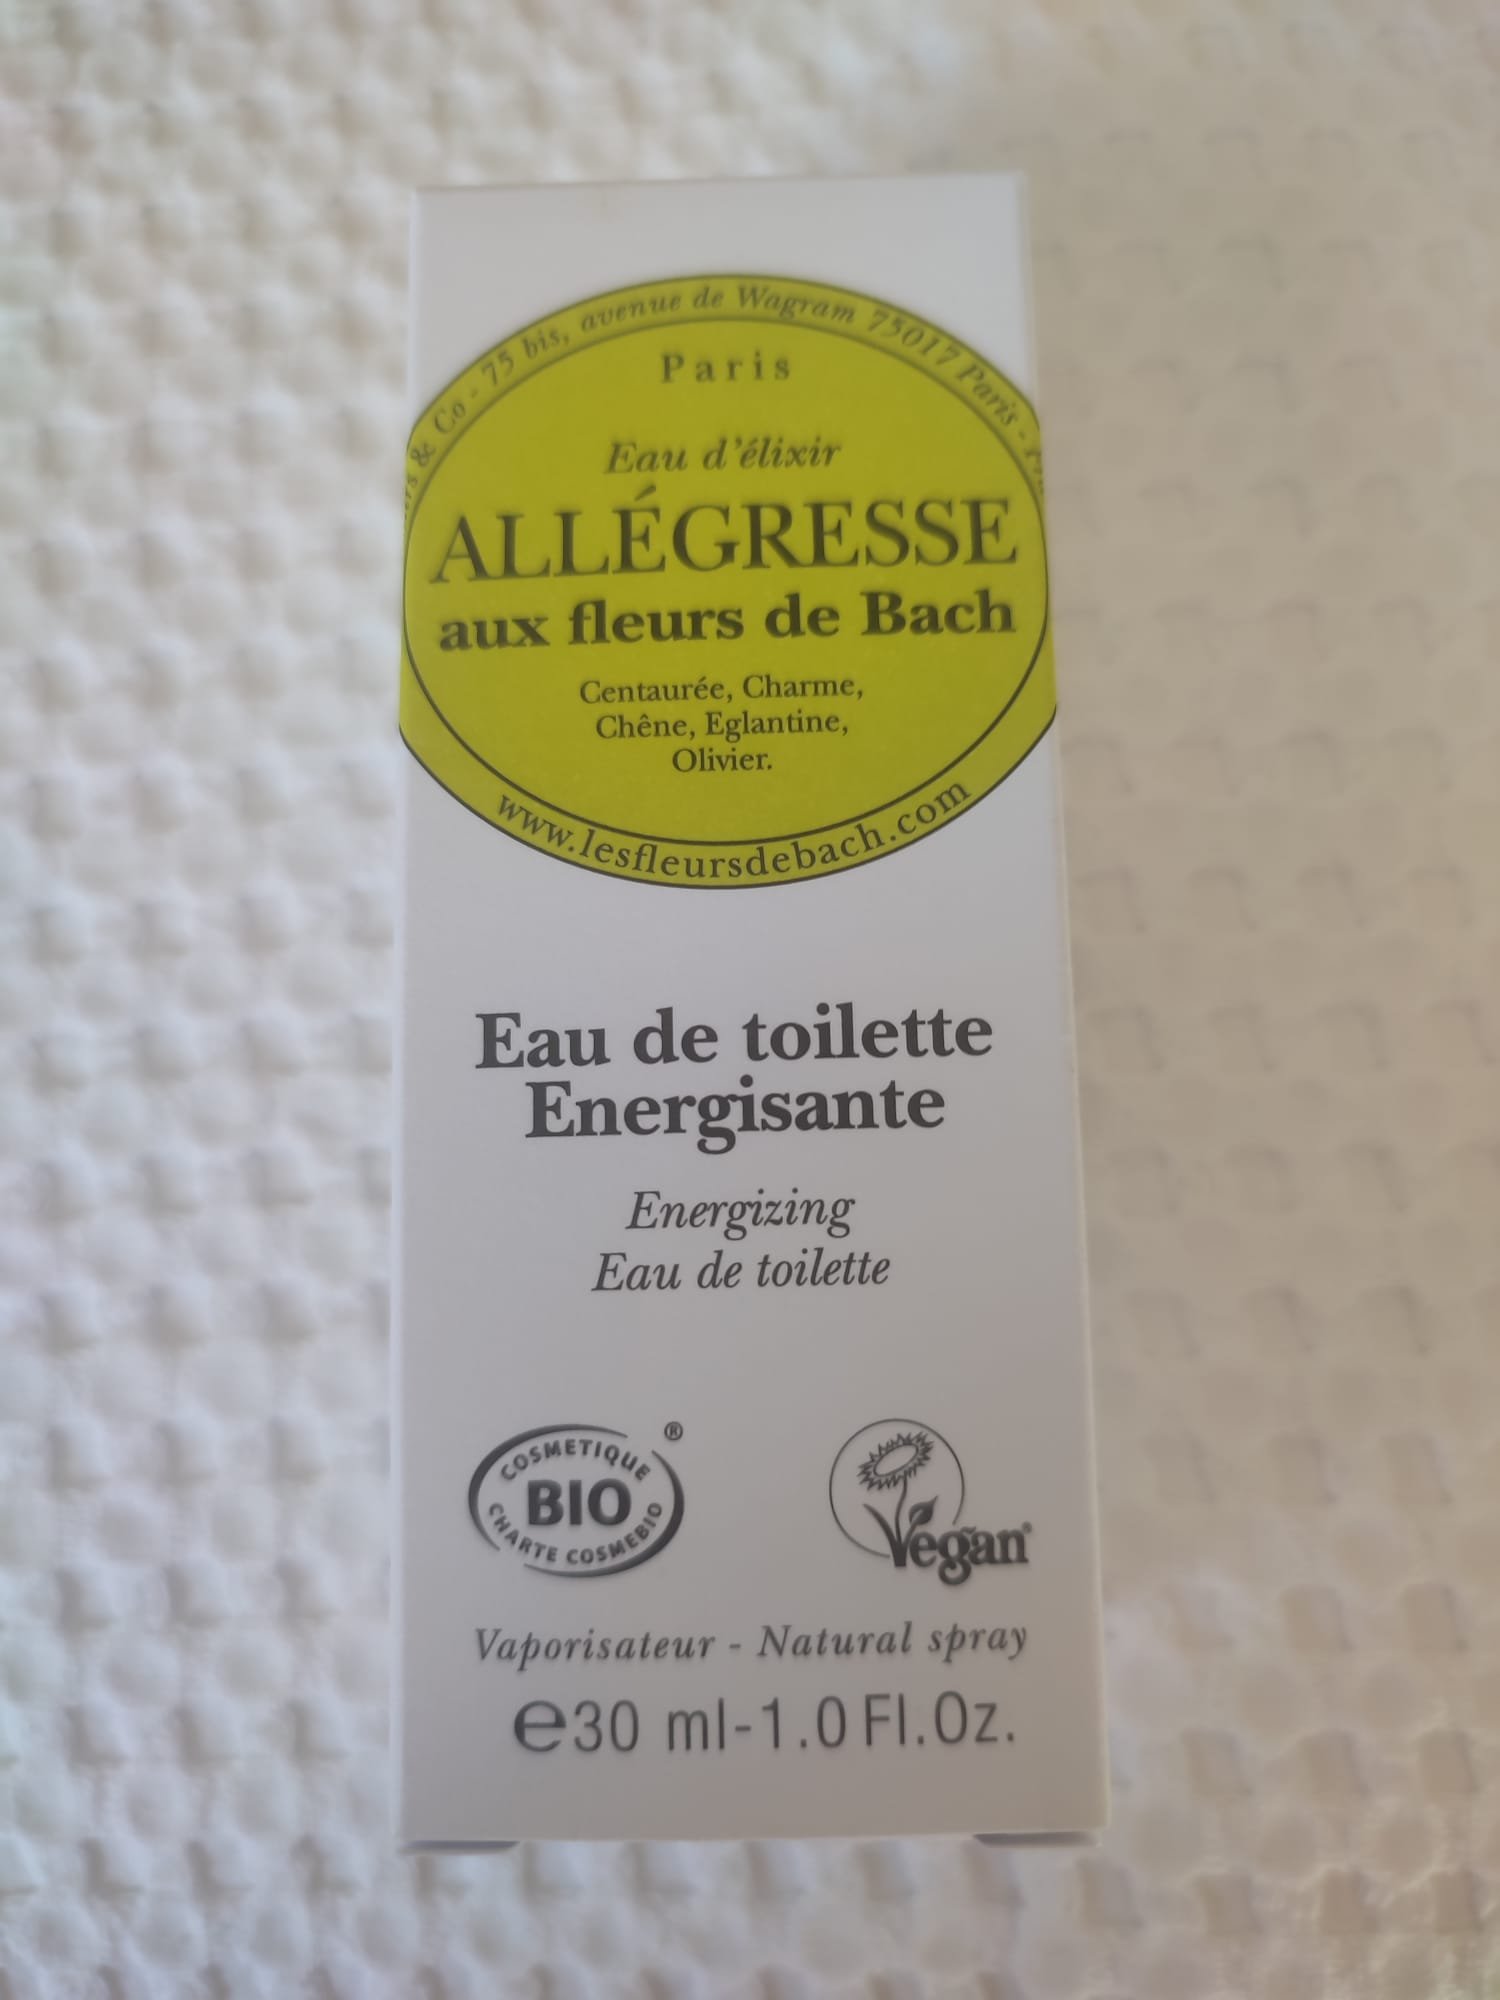 & Co - 75 bis, avenue de Wagram 75017 Paris -
Paris
Eau d'élixir
ALLÉGRESSE
aux fleurs de Bach
Centaurée, Charme,
Chêne, Eglantine,
Olivier.
www.lesfleursdebach.com
Eau de toilette
Energisante
Energizing
Eau de toilette
COSMETIQUE ®
BIO
CHARTE COSMEBIO
Vegan®
Vaporisateur - Natural spray
℮30 ml-1.0 Fl.Oz.